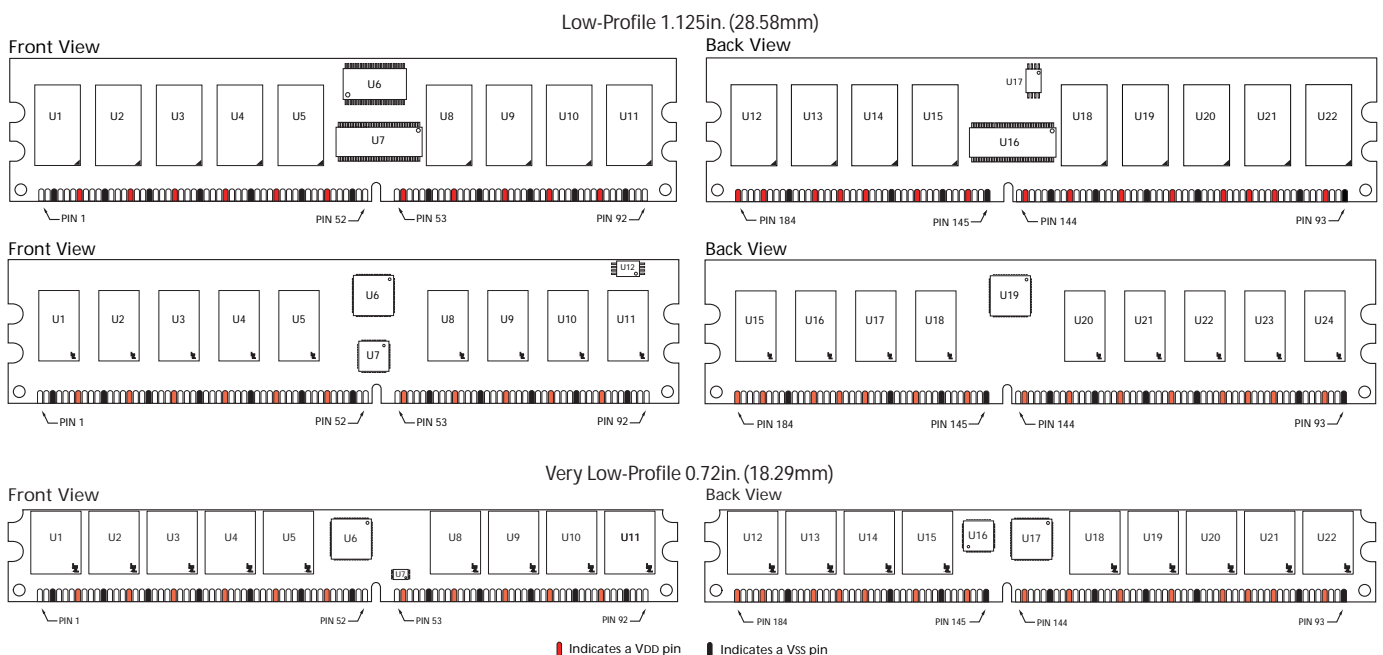 Low-Profile 1.125in. (28.58mm)
Front View
U1 U2 U3 U4 U5 U6 U7 U8 U9 U10 U11
PIN 1 PIN 52 PIN 53 PIN 92
Back View
U12 U13 U14 U15 U17 U16 U18 U19 U20 U21 U22
PIN 184 PIN 145 PIN 144 PIN 93
Front View
U1 U2 U3 U4 U5 U6 U7 U8 U9 U10 U11 U12
PIN 1 PIN 52 PIN 53 PIN 92
Back View
U15 U16 U17 U18 U19 U20 U21 U22 U23 U24
PIN 184 PIN 145 PIN 144 PIN 93
Very Low-Profile 0.72in. (18.29mm)
Front View
U1 U2 U3 U4 U5 U6 U7 U8 U9 U10 U11
PIN 1 PIN 52 PIN 53 PIN 92
Back View
U12 U13 U14 U15 U16 U17 U18 U19 U20 U21 U22
PIN 184 PIN 145 PIN 144 PIN 93
Indicates a VDD pin Indicates a VSS pin